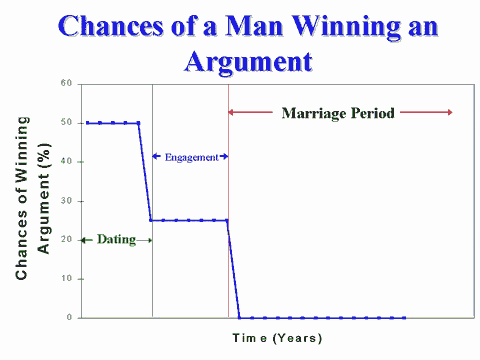 Chances of a Man Winning an
Argument
Chances of Winning
Argument (%)
60
50
40
30
20
10
0
Marriage Period
Engagement
Dating
Time (Years)